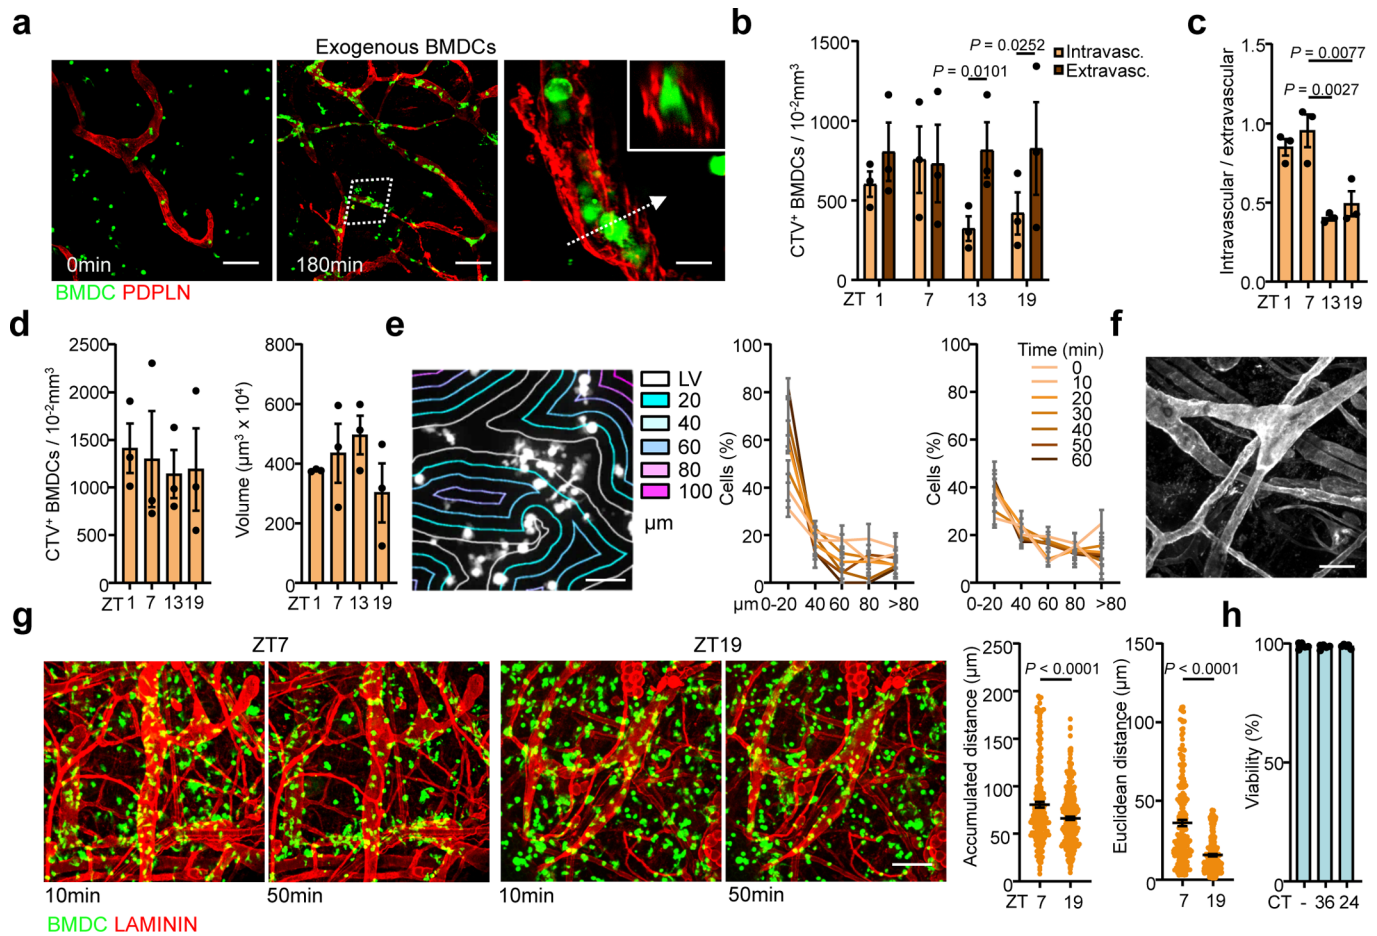 a
Exogenous BMDCs
0min
180min
BMDC PDPLN
b
CTV+ BMDCs / 10-2mm3
1500
1000
500
0
P = 0.0252
P = 0.0101
Intravasc.
Extravasc.
ZT 1 7 13 19
c
Intravascular / extravascular
1.5
1.0
0.5
0.0
P = 0.0077
P = 0.0027
ZT 1 7 13 19
d
CTV+ BMDCs / 10-2mm3
2500
2000
1500
1000
500
0
ZT 1 7 13 19
Volume (µm3 x 104)
800
600
400
200
0
ZT 1 7 13 19
e
LV
20
40
60
80
100
µm
Cells (%)
100
80
60
40
20
0
µm 0-20 40 60 80 >80
Cells (%)
100
80
60
40
20
0
0-20 40 60 80 >80
Time (min)
0
10
20
30
40
50
60
f
g
ZT7
ZT19
10min
50min
10min
50min
BMDC LAMININ
Accumulated distance (µm)
250
200
150
100
50
0
P < 0.0001
ZT 7 19
Euclidean distance (µm)
150
100
50
0
P < 0.0001
7 19
h
Viability (%)
100
50
0
CT - 36 24